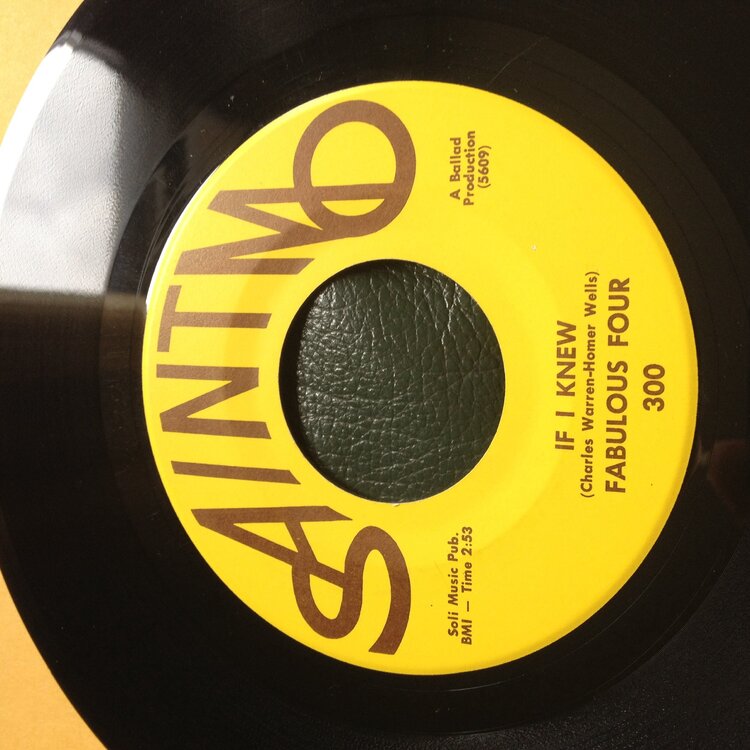 SAINTMO
Soli Music Pub.
BMI — Time 2:53
A Ballad
Production
(5609)
IF I KNEW
(Charles Warren-Homer Wells)
FABULOUS FOUR
300